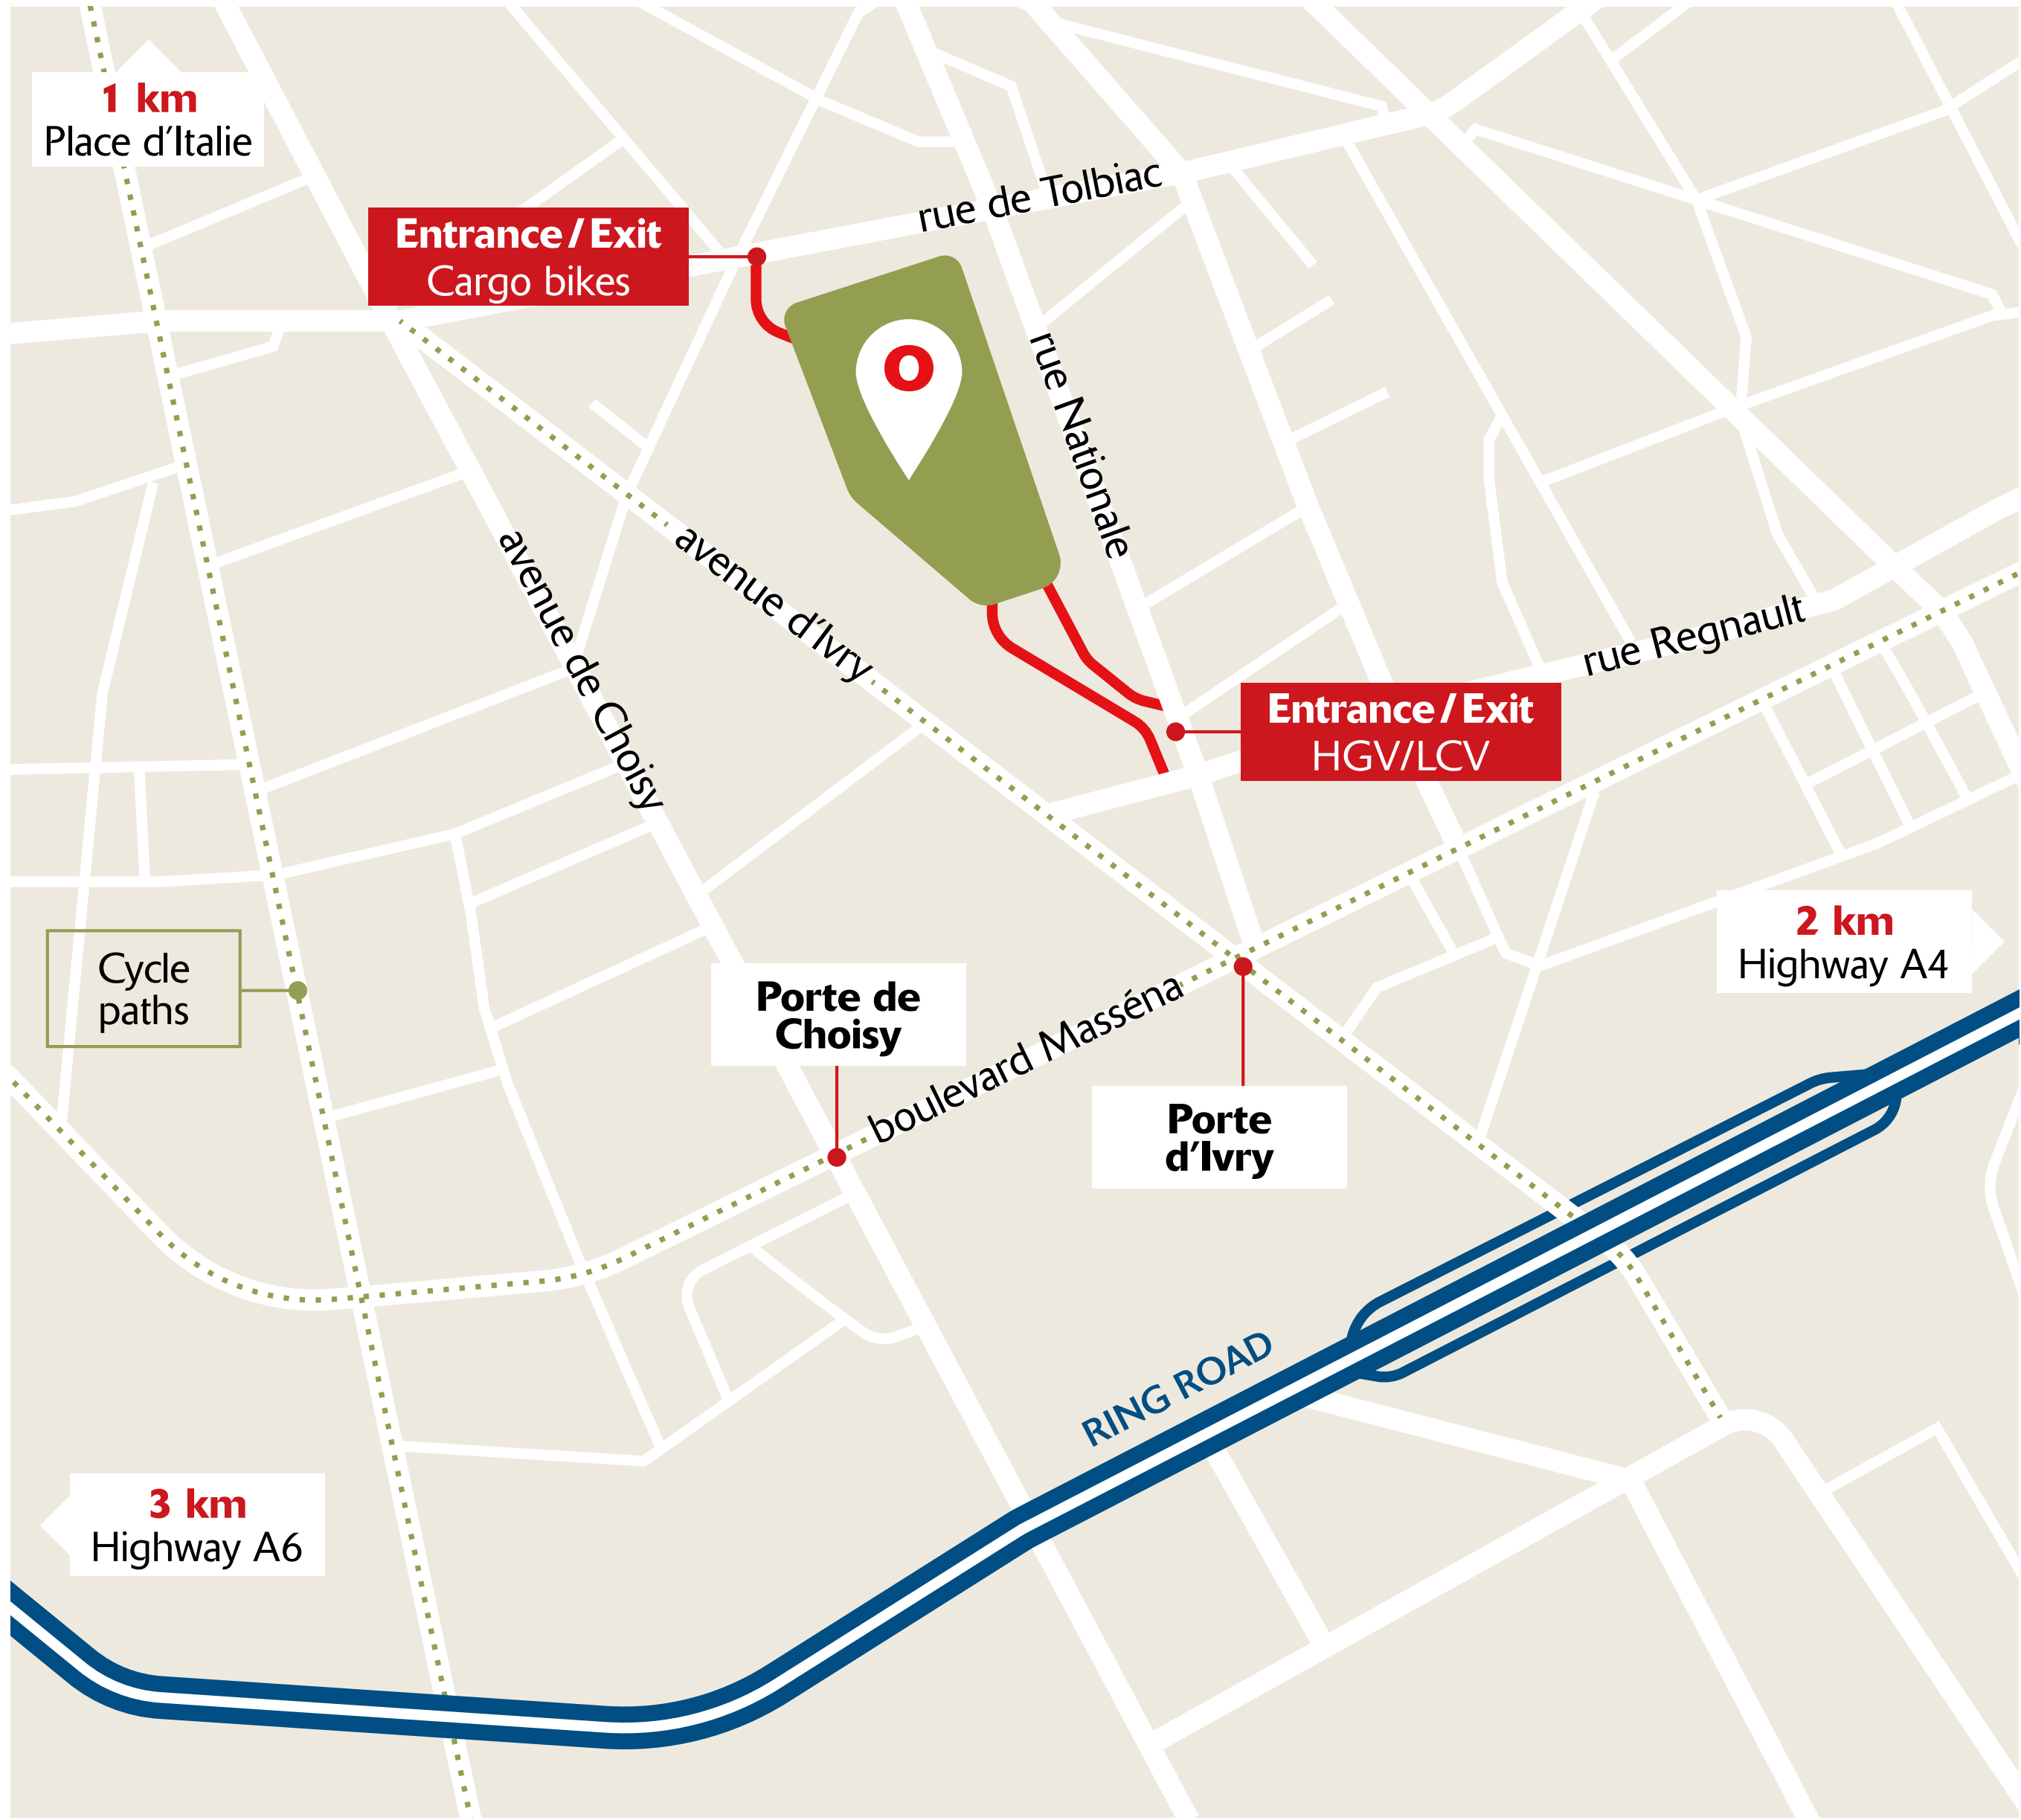 1 km
Place d'Italie
Entrance / Exit
Cargo bikes
rue de Tolbiac
O
rue Nationale
avenue de Choisy
avenue d'Ivry
rue Regnault
Entrance / Exit
HGV/LCV
2 km
Highway A4
Cycle
paths
Porte de
Choisy
boulevard Masséna
Porte
d'Ivry
RING ROAD
3 km
Highway A6